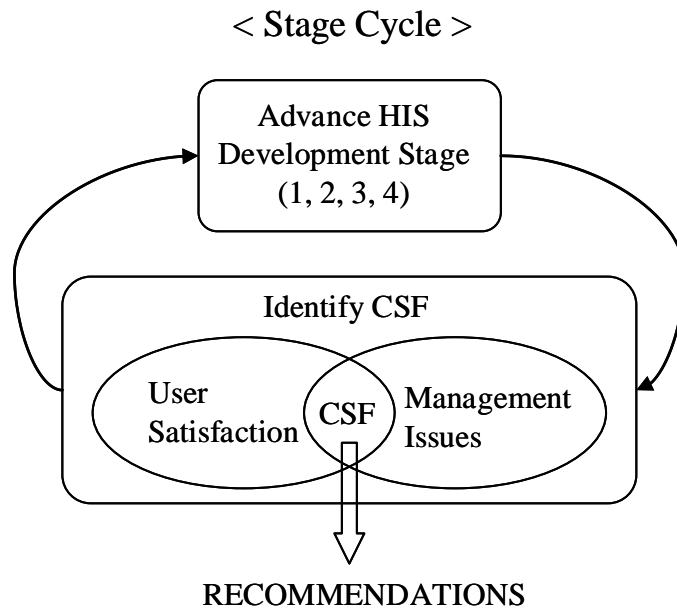 < Stage Cycle >
Advance HIS
Development Stage
(1, 2, 3, 4)
Identify CSF
User
Satisfaction
CSF
Management
Issues
RECOMMENDATIONS